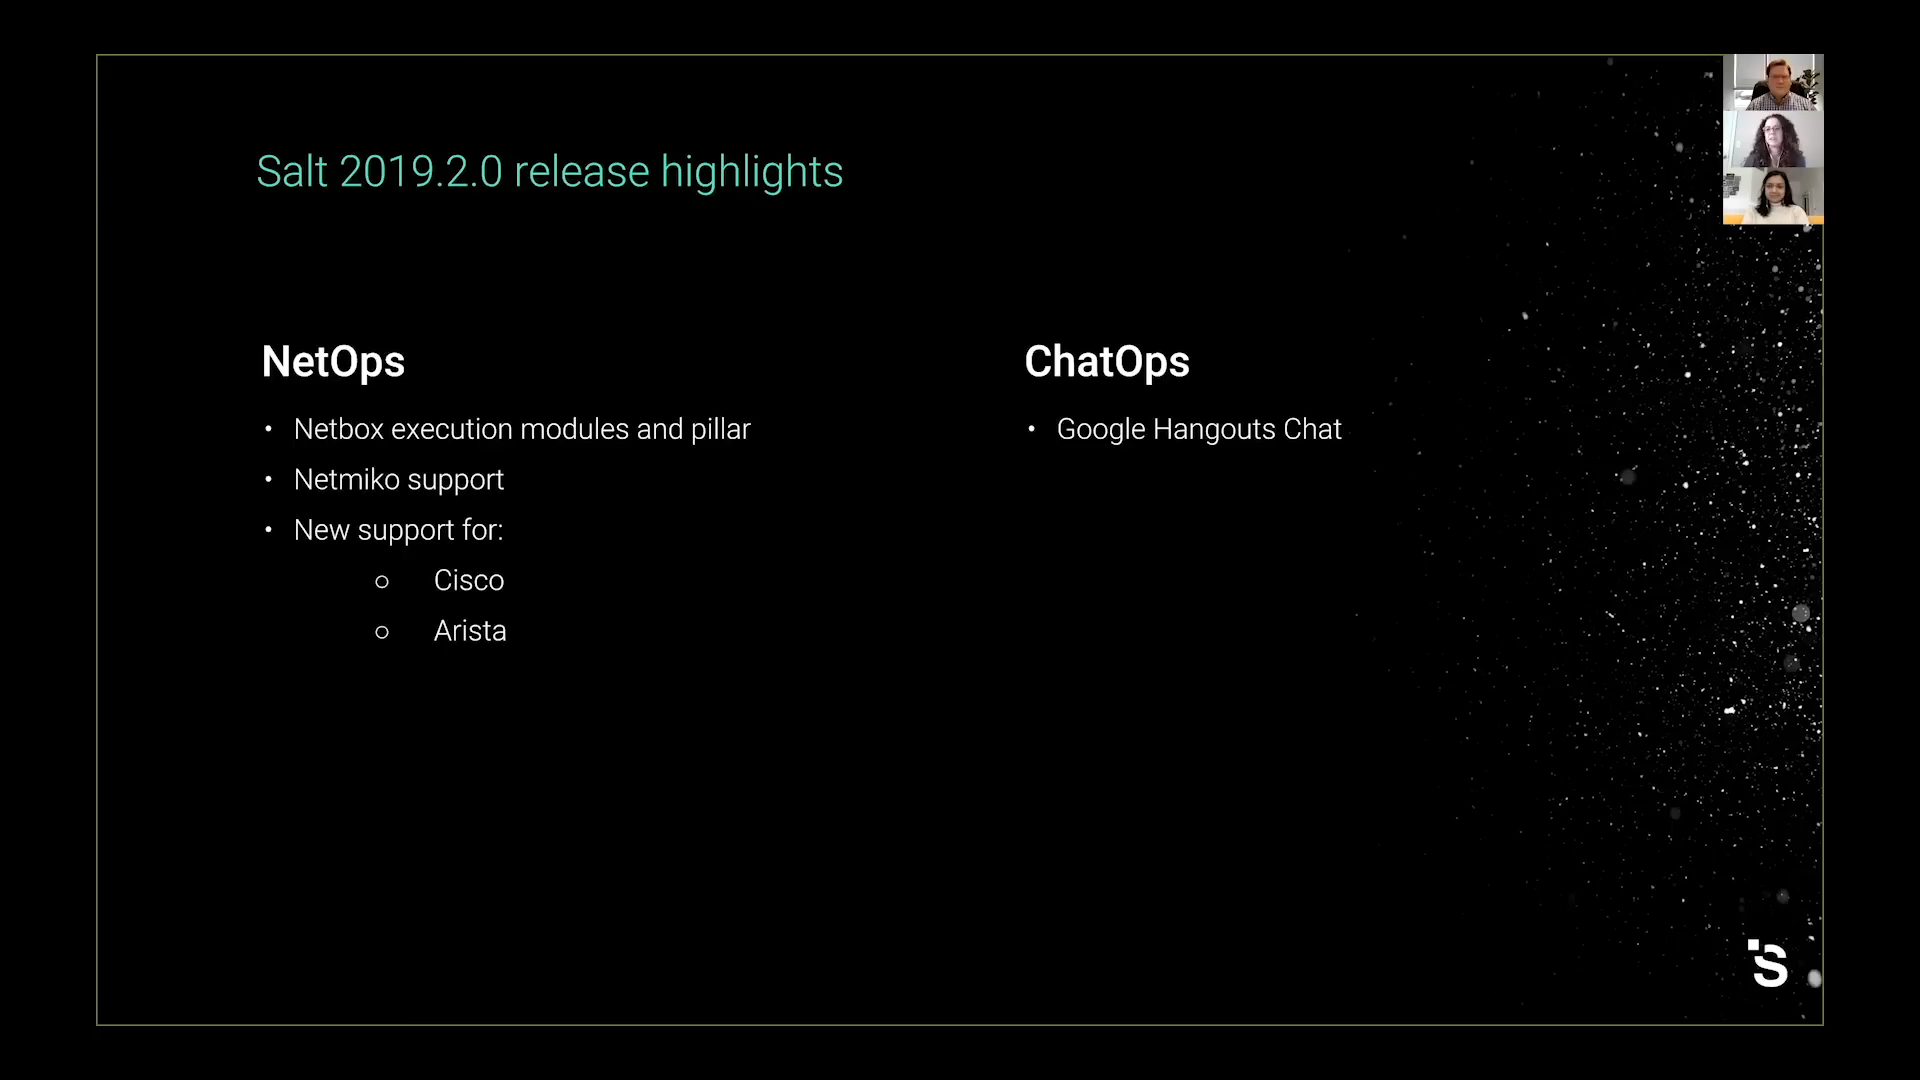 Salt 2019.2.0 release highlights
NetOps
• Netbox execution modules and pillar
• Netmiko support
• New support for:
○ Cisco
○ Arista
ChatOps
• Google Hangouts Chat
S